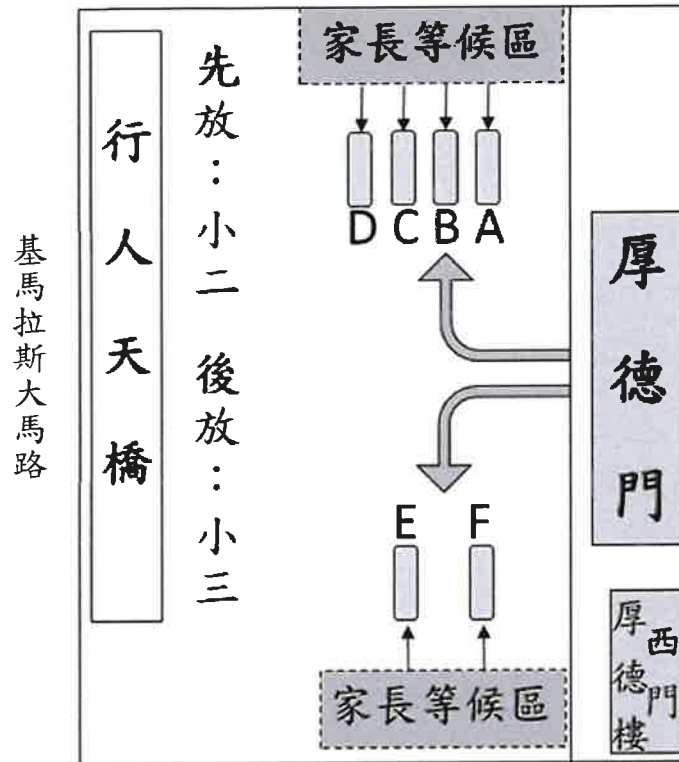 家長等候區
D C B A
先放：小二
後放：小三
行人天橋
基馬拉斯大馬路
厚德門
E F
家長等候區
厚德樓
西門